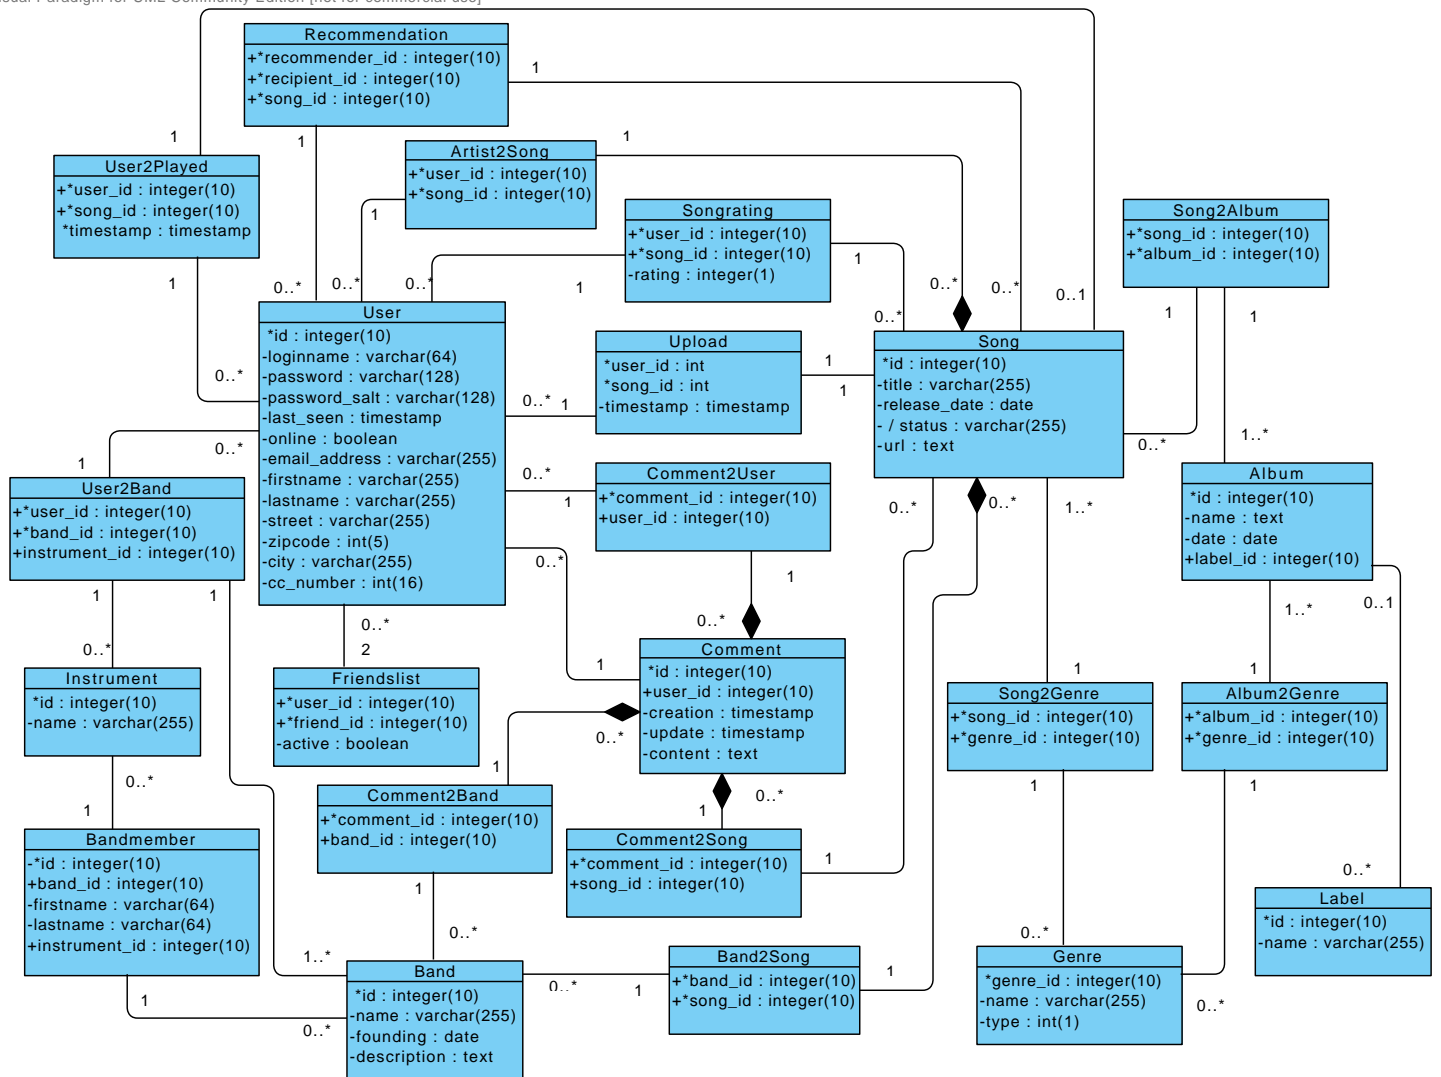 Visual Paradigm for UML Community Edition [not for commercial use]
Recommendation
+*recommender_id : integer(10)
+*recipient_id : integer(10)
+*song_id : integer(10)
1
1
1
1
User2Played
+*user_id : integer(10)
+*song_id : integer(10)
*timestamp : timestamp
1
Artist2Song
+*user_id : integer(10)
+*song_id : integer(10)
1
Songrating
+*user_id : integer(10)
+*song_id : integer(10)
-rating : integer(1)
1
1
Song2Album
+*song_id : integer(10)
+*album_id : integer(10)
1
1
0..*
0..*
0..*
0..*
0..*
0..*
0..1
User
*id : integer(10)
-loginname : varchar(64)
-password : varchar(128)
-password_salt : varchar(128)
-last_seen : timestamp
-online : boolean
-email_address : varchar(255)
-firstname : varchar(255)
-lastname : varchar(255)
-street : varchar(255)
-zipcode : int(5)
-city : varchar(255)
-cc_number : int(16)
0..*
0..*
0..*
0..*
0..*
0..*
Upload
*user_id : int
*song_id : int
-timestamp : timestamp
1
1
1
Song
*id : integer(10)
-title : varchar(255)
-release_date : date
- / status : varchar(255)
-url : text
0..*
0..*
0..*
1..*
1..*
User2Band
+*user_id : integer(10)
+*band_id : integer(10)
+instrument_id : integer(10)
1
1
1
Comment2User
+*comment_id : integer(10)
+user_id : integer(10)
1
1
Album
*id : integer(10)
-name : text
-date : date
+label_id : integer(10)
1..*
0..1
Instrument
*id : integer(10)
-name : varchar(255)
0..*
0..*
Friendslist
+*user_id : integer(10)
+*friend_id : integer(10)
-active : boolean
2
Comment
*id : integer(10)
+user_id : integer(10)
-creation : timestamp
-update : timestamp
-content : text
0..*
1
0..*
0..*
Song2Genre
+*song_id : integer(10)
+*genre_id : integer(10)
1
1
Album2Genre
+*album_id : integer(10)
+*genre_id : integer(10)
1
1
Comment2Band
+*comment_id : integer(10)
+band_id : integer(10)
1
1
Comment2Song
+*comment_id : integer(10)
+song_id : integer(10)
1
1
Bandmember
-*id : integer(10)
+band_id : integer(10)
-firstname : varchar(64)
-lastname : varchar(64)
+instrument_id : integer(10)
1
1
Label
*id : integer(10)
-name : varchar(255)
0..*
Band
*id : integer(10)
-name : varchar(255)
-founding : date
-description : text
0..*
1..*
0..*
0..*
Band2Song
+*band_id : integer(10)
+*song_id : integer(10)
1
1
Genre
*genre_id : integer(10)
-name : varchar(255)
-type : int(1)
0..*
0..*